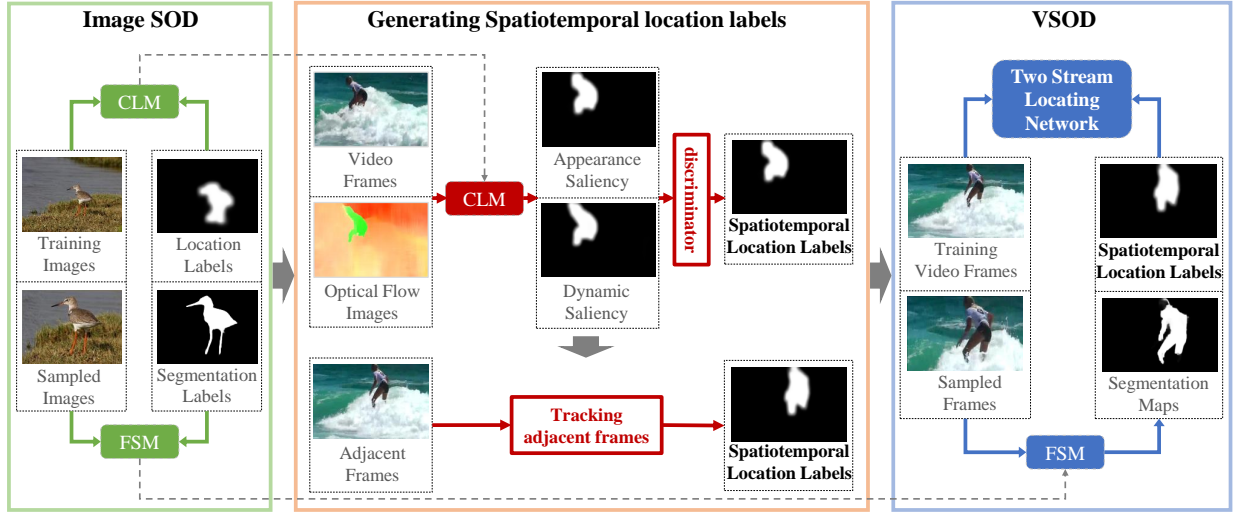 Image SOD
CLM
Training
Images
Location
Labels
Sampled
Images
Segmentation
Labels
FSM
Generating Spatiotemporal location labels
Video
Frames
Optical Flow
Images
CLM
Appearance
Saliency
Dynamic
Saliency
discriminator
Spatiotemporal
Location Labels
Adjacent
Frames
Tracking
adjacent frames
Spatiotemporal
Location Labels
VSOD
Two Stream
Locating
Network
Training
Video Frames
Spatiotemporal
Location Labels
Sampled
Frames
Segmentation
Maps
FSM